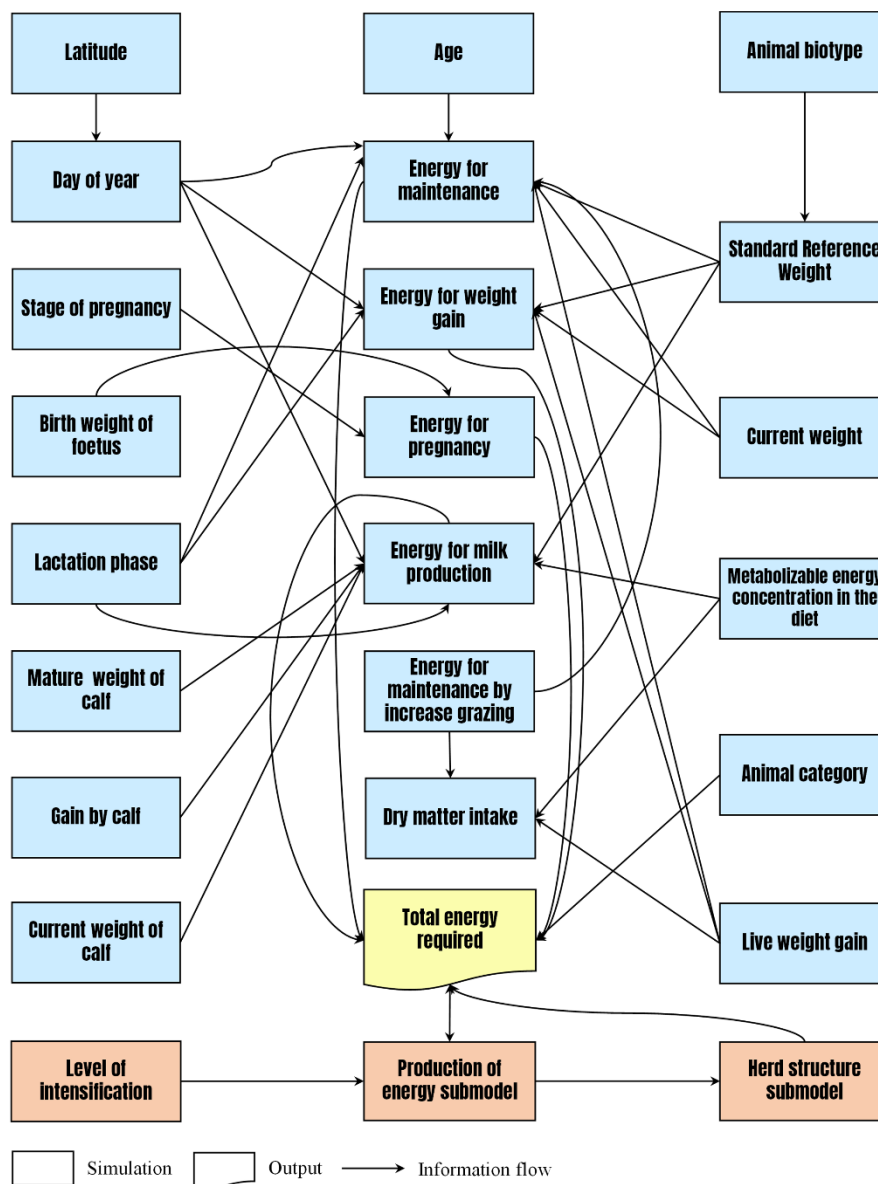 Latitude
Age
Animal biotype
Day of year
Energy for
maintenance
Standard Reference
Weight
Stage of pregnancy
Energy for weight
gain
Birth weight of
foetus
Energy for
pregnancy
Current weight
Lactation phase
Energy for milk
production
Metabolizable energy
concentration in the
diet
Mature weight of
calf
Energy for
maintenance by
increase grazing
Animal category
Gain by calf
Dry matter intake
Current weight of
calf
Total energy
required
Live weight gain
Level of
intensification
Production of
energy submodel
Herd structure
submodel
Simulation
Output
Information flow